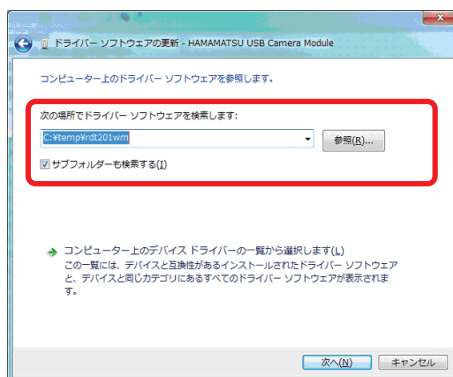 ドライバー ソフトウェアの更新 - HAMAMATSU USB Camera Module
コンピューター上のドライバー ソフトウェアを参照します。
次の場所でドライバー ソフトウェアを検索します:
C:¥temp¥rdt201wm
参照(R)...
サブフォルダーも検索する(I)
コンピューター上のデバイス ドライバーの一覧から選択します(L)
この一覧には、デバイスと互換性があるインストールされたドライバー ソフトウェア
と、デバイスと同じカテゴリにあるすべてのドライバー ソフトウェアが表示されま
す。
次へ(N)
キャンセル